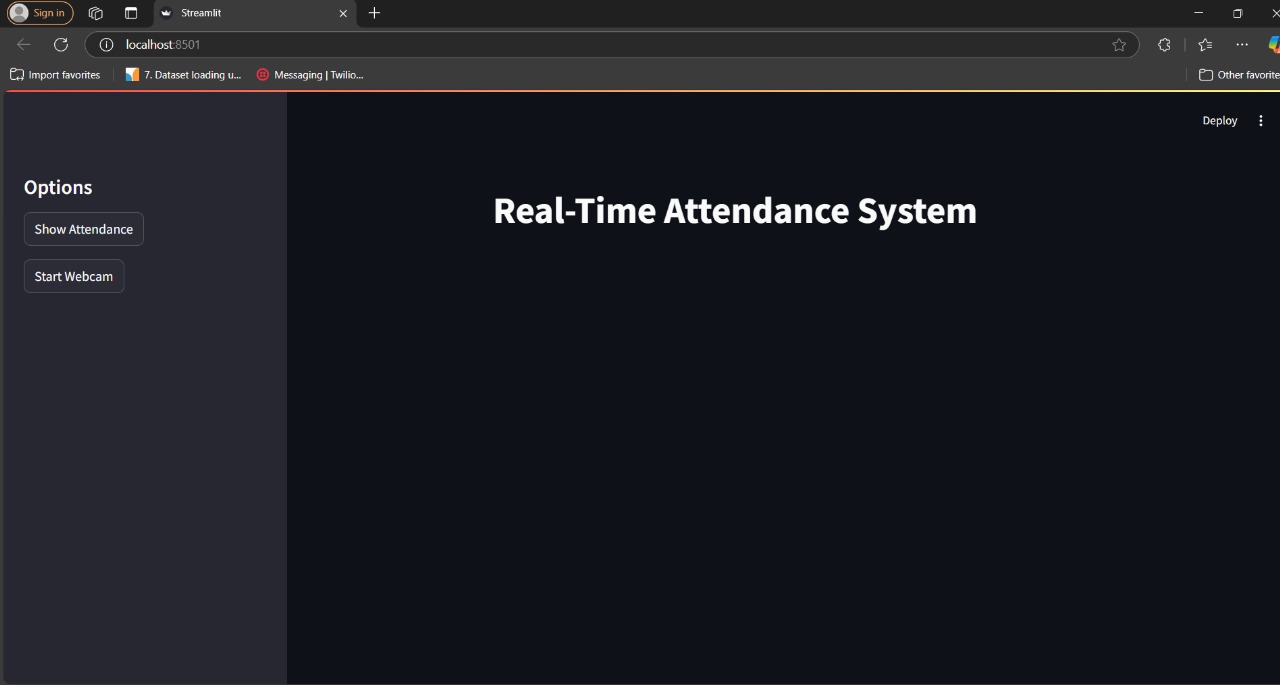 Sign in
Streamlit
localhost:8501
Import favorites
7. Dataset loading u...
Messaging | Twilio...
Other favorite
Deploy
Options
Show Attendance
Start Webcam
Real-Time Attendance System